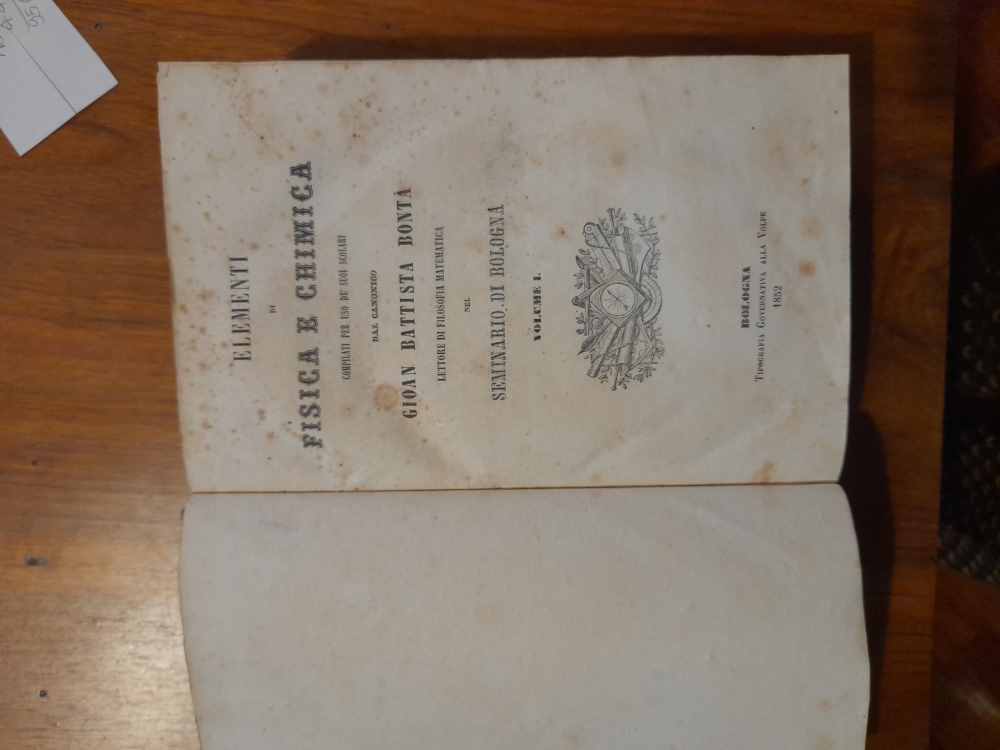 ELEMENTI
DI
FISICA E CHIMICA
COMPILATI PER USO DE' SUOI SCOLARI
DAL CANONICO
GIOAN BATTISTA BONTÀ
LETTORE DI FILOSOFIA MATEMATICA
NEL
SEMINARIO DI BOLOGNA
VOLUME I.
BOLOGNA
TIPOGRAFIA GOVERNATIVA ALLA VOLPE
1852